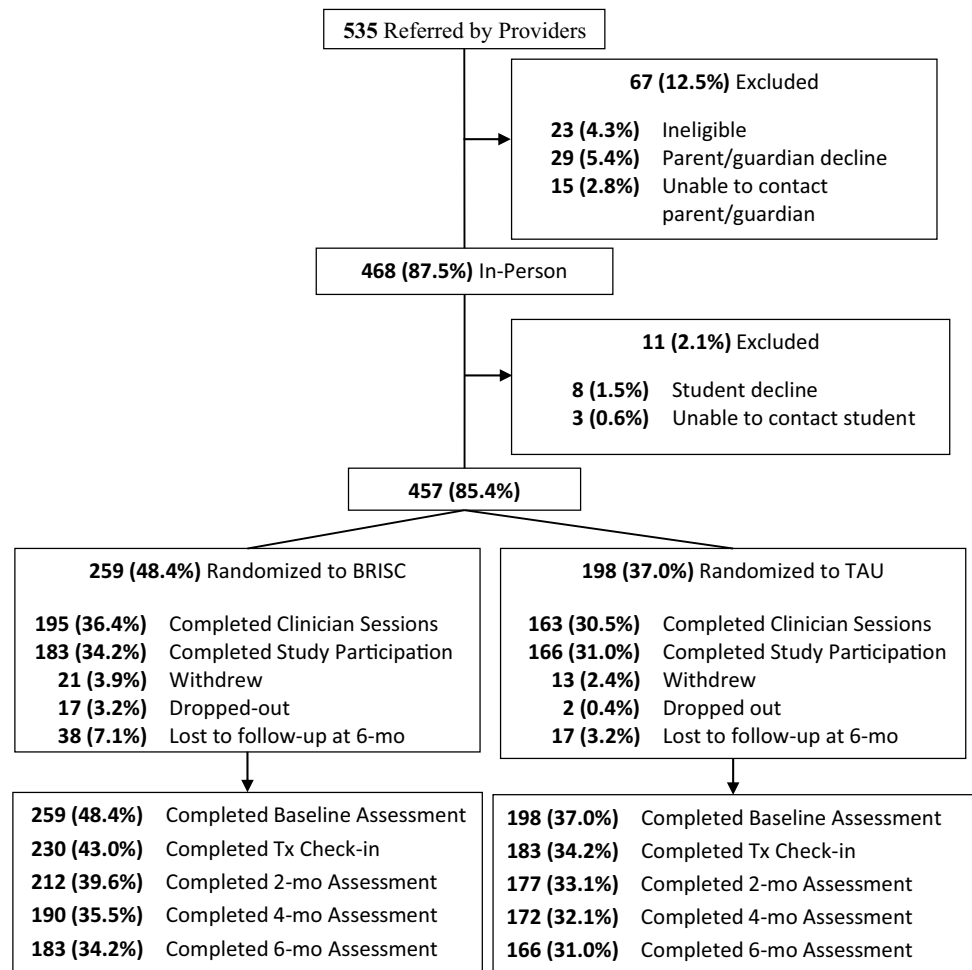 535 Referred by Providers
67 (12.5%) Excluded
23 (4.3%) Ineligible
29 (5.4%) Parent/guardian decline
15 (2.8%) Unable to contact
parent/guardian
468 (87.5%) In-Person
11 (2.1%) Excluded
8 (1.5%) Student decline
3 (0.6%) Unable to contact student
457 (85.4%)
259 (48.4%) Randomized to BRISC
195 (36.4%) Completed Clinician Sessions
183 (34.2%) Completed Study Participation
21 (3.9%) Withdrew
17 (3.2%) Dropped-out
38 (7.1%) Lost to follow-up at 6-mo
198 (37.0%) Randomized to TAU
163 (30.5%) Completed Clinician Sessions
166 (31.0%) Completed Study Participation
13 (2.4%) Withdrew
2 (0.4%) Dropped out
17 (3.2%) Lost to follow-up at 6-mo
259 (48.4%) Completed Baseline Assessment
230 (43.0%) Completed Tx Check-in
212 (39.6%) Completed 2-mo Assessment
190 (35.5%) Completed 4-mo Assessment
183 (34.2%) Completed 6-mo Assessment
198 (37.0%) Completed Baseline Assessment
183 (34.2%) Completed Tx Check-in
177 (33.1%) Completed 2-mo Assessment
172 (32.1%) Completed 4-mo Assessment
166 (31.0%) Completed 6-mo Assessment